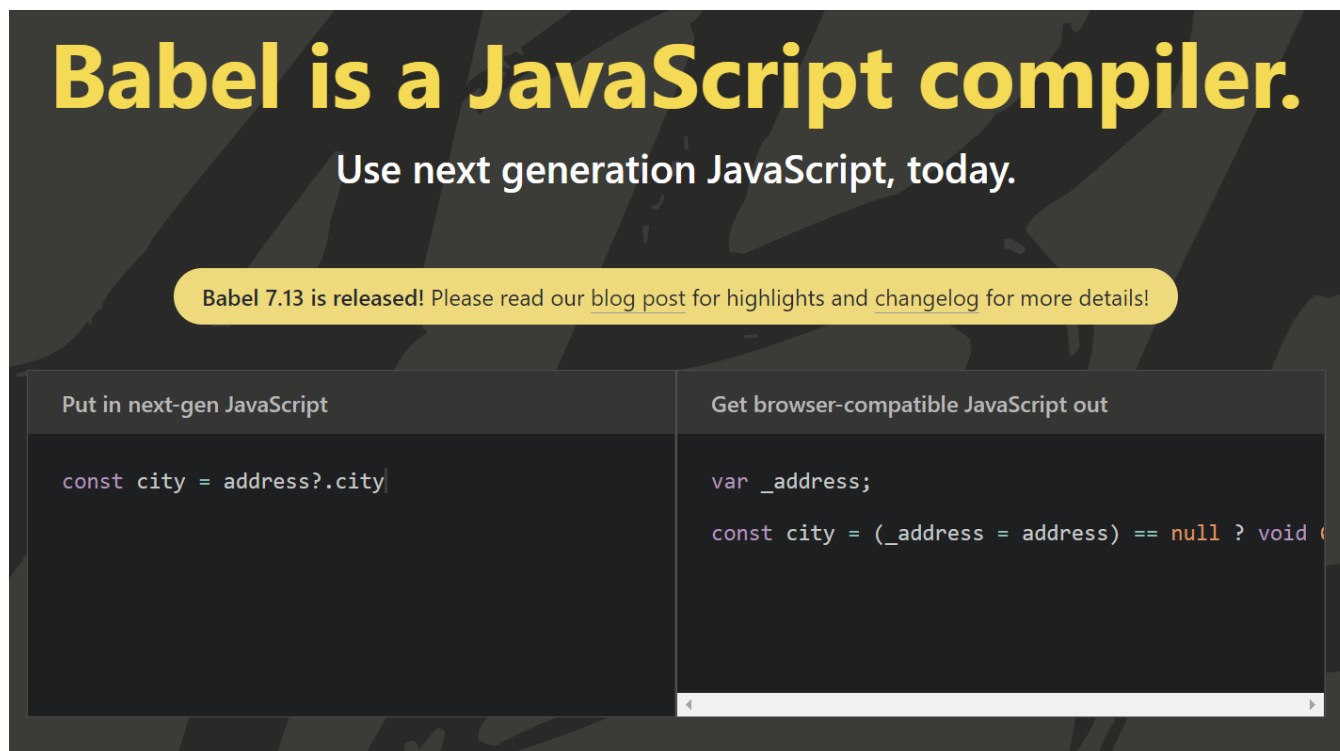 Babel is a JavaScript compiler.
Use next generation JavaScript, today.
Babel 7.13 is released! Please read our blog post for highlights and changelog for more details!
Put in next-gen JavaScript
const city = address?.city
Get browser-compatible JavaScript out
var _address;
const city = (_address = address) == null ? void